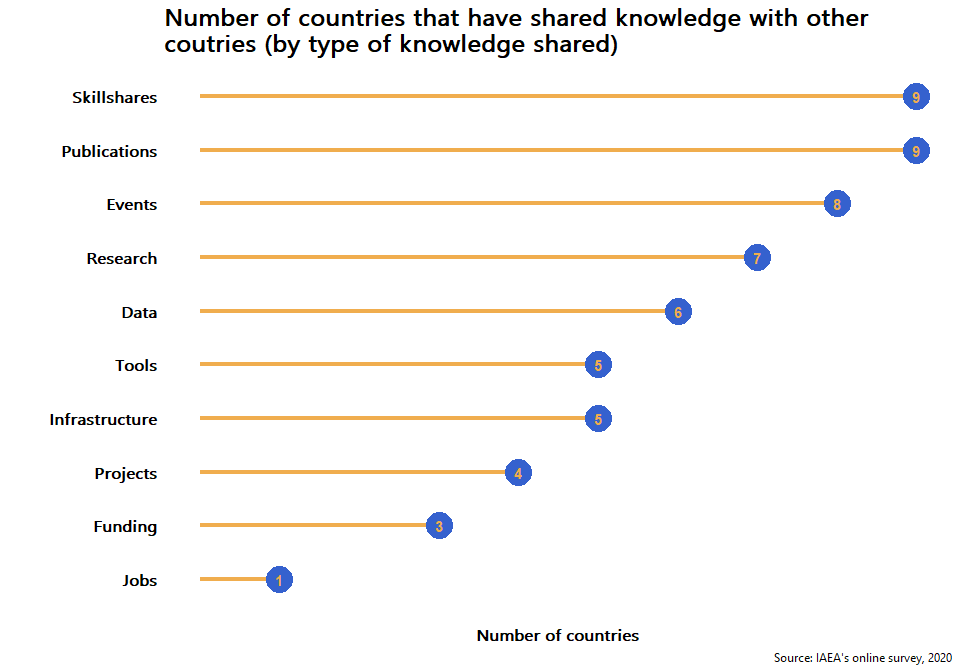 Number of countries that have shared knowledge with other
coutries (by type of knowledge shared)
Skillshares 9
Publications 9
Events 8
Research 7
Data 6
Tools 5
Infrastructure 5
Projects 4
Funding 3
Jobs 1
Number of countries
Source: IAEA's online survey, 2020